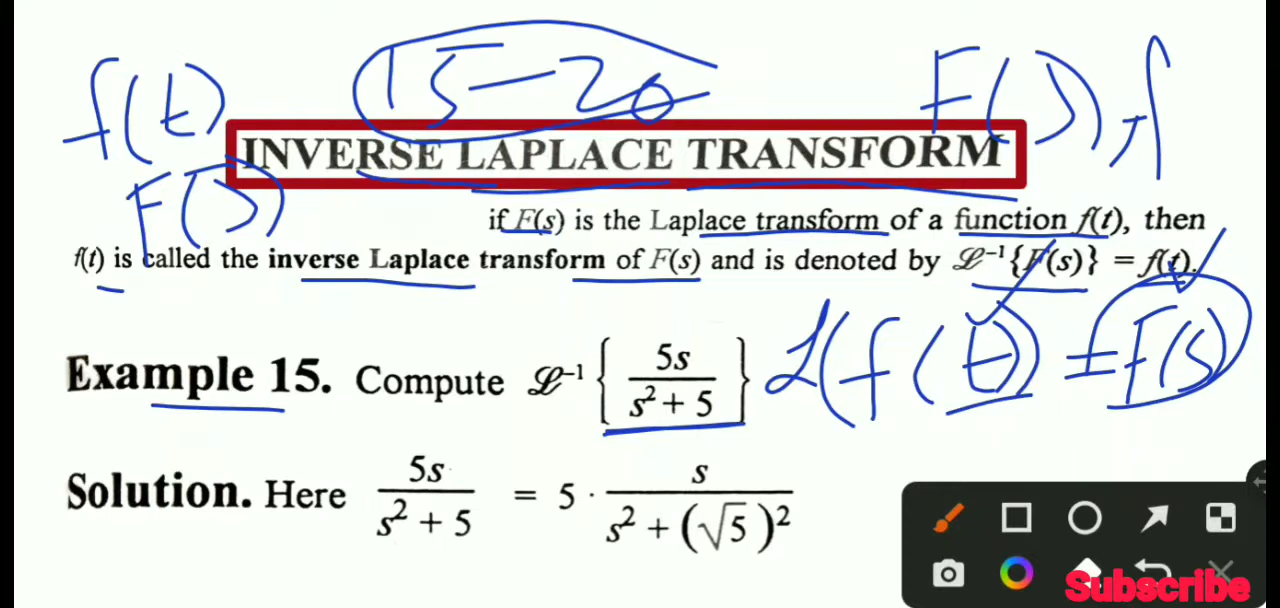 f(t)
15-20
F(s), f
INVERSE LAPLACE TRANSFORM
F(s)
if F(s) is the Laplace transform of a function f(t), then
f(t) is called the inverse Laplace transform of F(s) and is denoted by ℒ⁻¹{F(s)} = f(t).
Example 15. Compute ℒ⁻¹ { 5s / s² + 5 }
L(f(t)) = F(s)
Solution. Here 5s / s² + 5 = 5 · s / s² + (√5)²
Subscribe